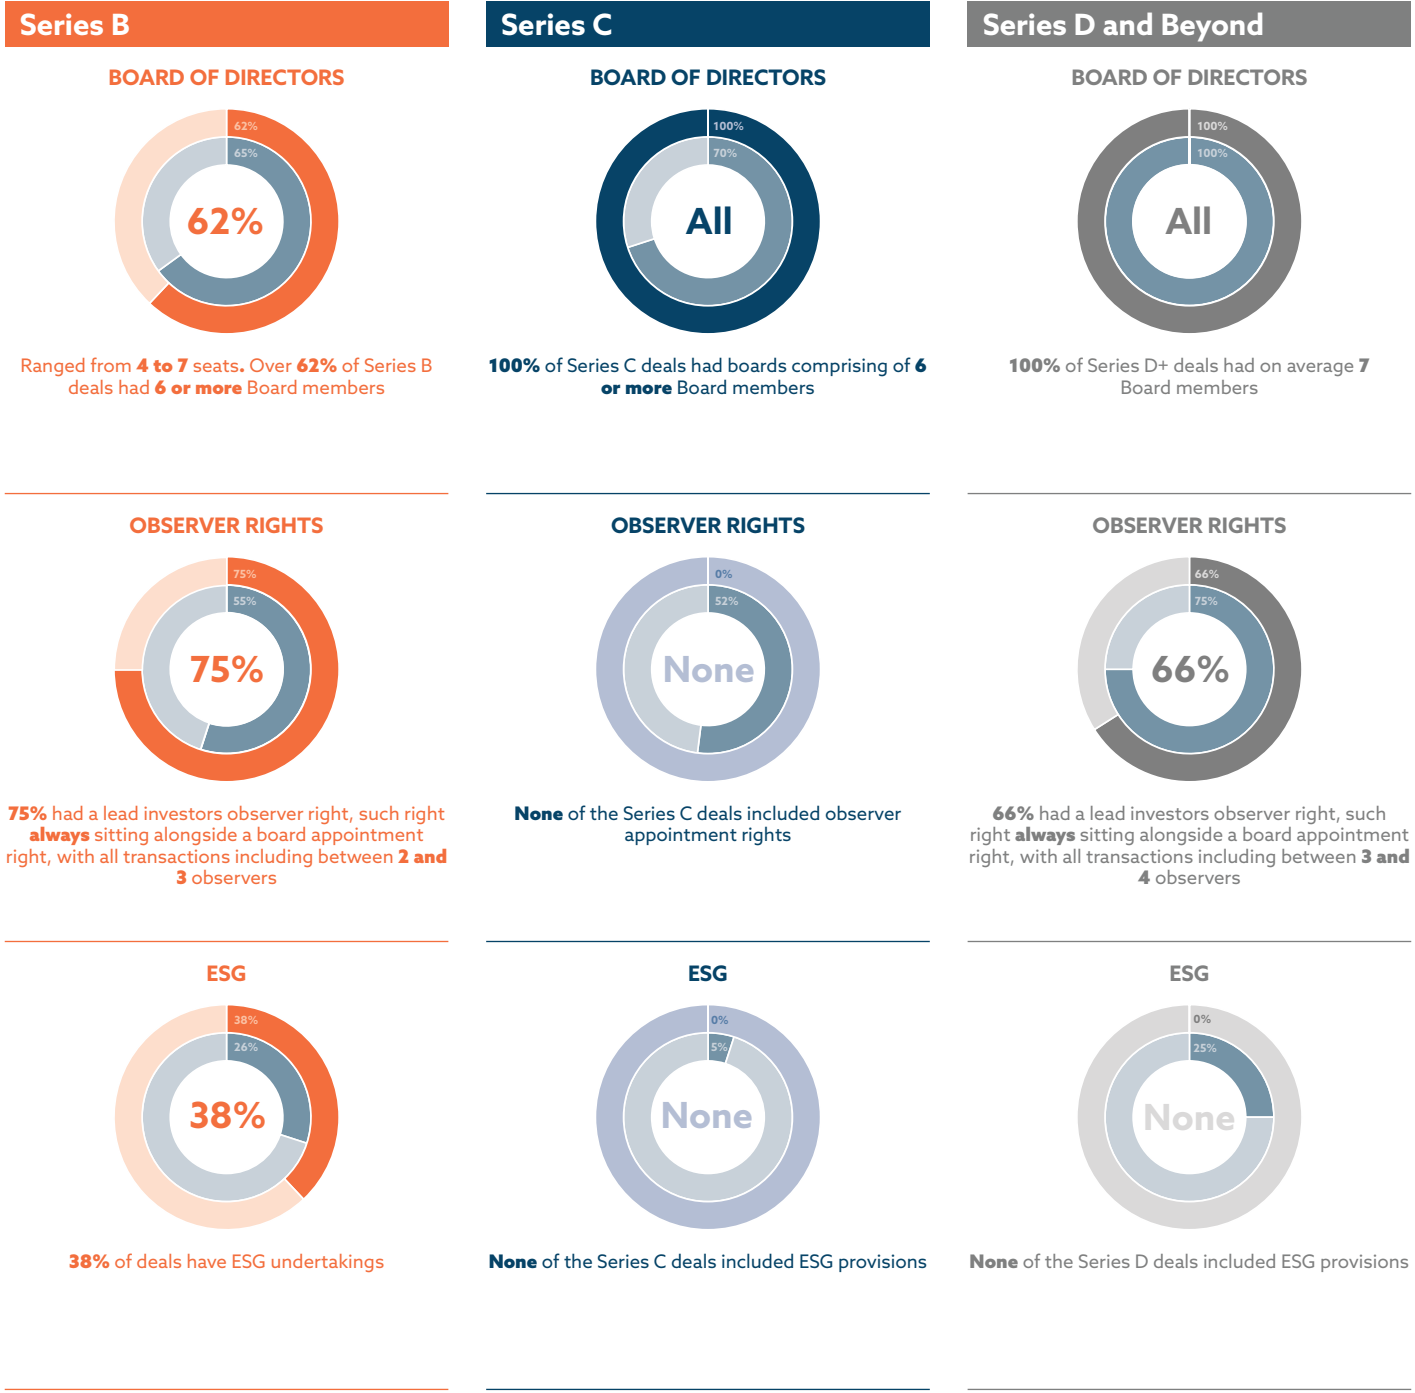 Series B
BOARD OF DIRECTORS
62%
65%
62%
Ranged from 4 to 7 seats. Over 62% of Series B
deals had 6 or more Board members
OBSERVER RIGHTS
75%
55%
75%
75% had a lead investors observer right, such right
always sitting alongside a board appointment
right, with all transactions including between 2 and
3 observers
ESG
38%
26%
38%
38% of deals have ESG undertakings
Series C
BOARD OF DIRECTORS
100%
70%
All
100% of Series C deals had boards comprising of 6
or more Board members
OBSERVER RIGHTS
0%
52%
None
None of the Series C deals included observer
appointment rights
ESG
0%
5%
None
None of the Series C deals included ESG provisions
Series D and Beyond
BOARD OF DIRECTORS
100%
100%
All
100% of Series D+ deals had on average 7
Board members
OBSERVER RIGHTS
66%
75%
66%
66% had a lead investors observer right, such
right always sitting alongside a board appointment
right, with all transactions including between 3 and
4 observers
ESG
0%
25%
None
None of the Series D deals included ESG provisions